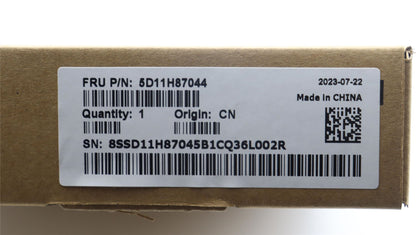 FRU P/N: 5D11H87044
2023-07-22
Made in CHINA
Quantity: 1 Origin: CN
SN: 8SSD11H87045B1CQ36L002R